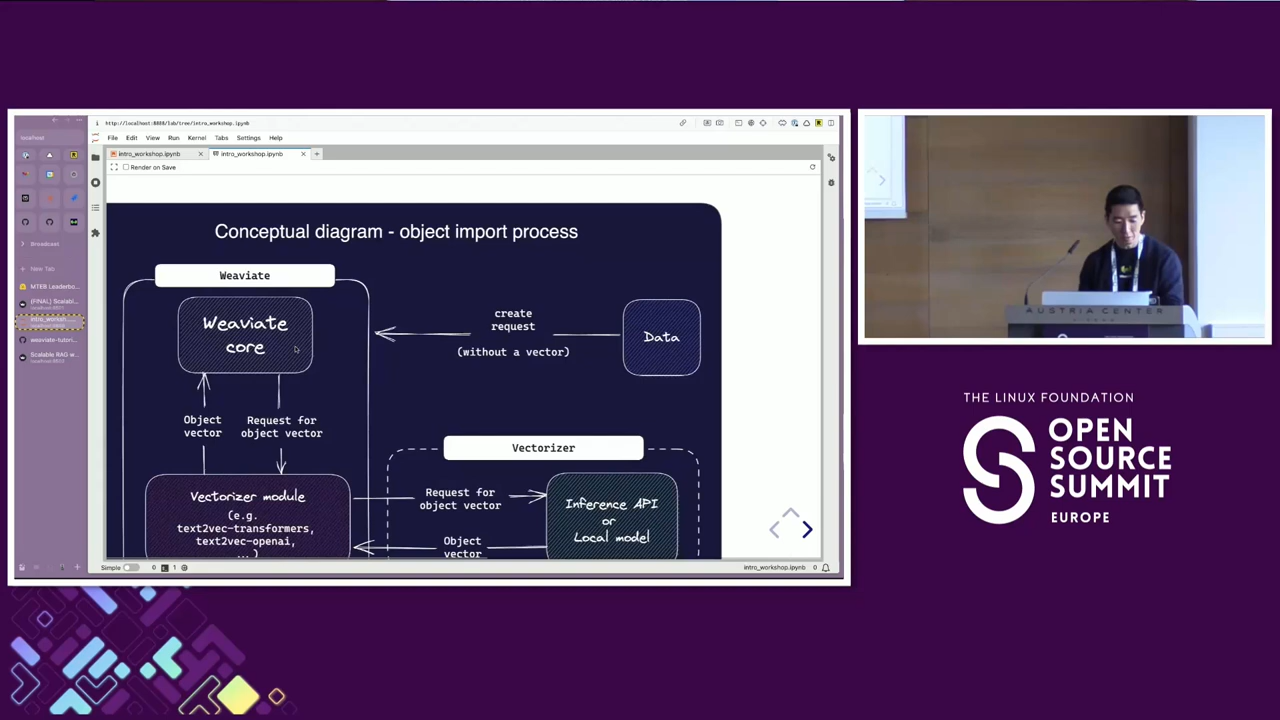 localhost
http://localhost:8888/lab/tree/intro_workshop.ipynb
File Edit View Run Kernel Tabs Settings Help
intro_workshop.ipynb
intro_workshop.ipynb
Render on Save
Broadcast
New Tab
MTEB Leaderbo...
(FINAL) Scalabl...
intro_worksh...
weaviate-tutori...
Scalable RAG w...
Conceptual diagram - object import process
Weaviate
Weaviate
core
create
request
(without a vector)
Data
Object
vector
Request for
object vector
Vectorizer
Vectorizer module
(e.g.
text2vec-transformers,
text2vec-openai,
...)
Request for
object vector
Inference API
or
Local model
Object
vector
Simple
0
1
intro_workshop.ipynb
0
AUSTRIA CENTER
THE LINUX FOUNDATION
OPEN
SOURCE
SUMMIT
EUROPE